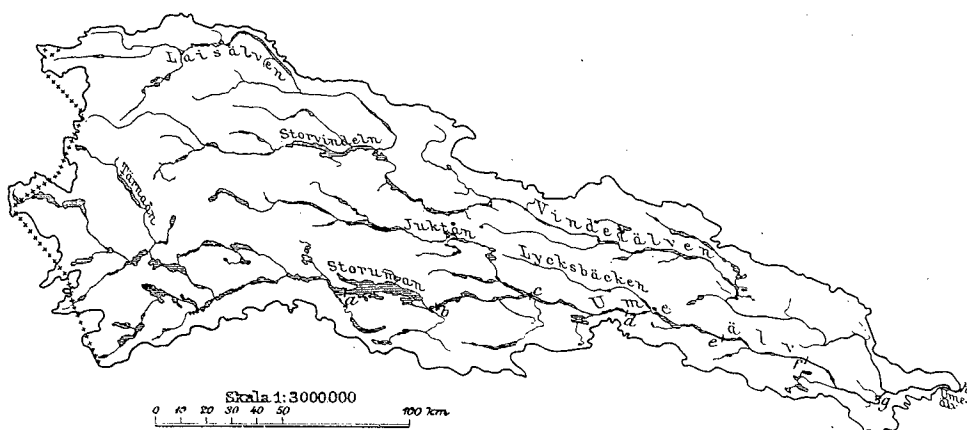 Laisälven
Storvindeln
Tärnaån
Vindelälven
Juktån
Lycksbäcken
Storuman
Ume älv
a
b
c
d
e
f
g
Skala 1:3000000
0 10 20 30 40 50 100 km